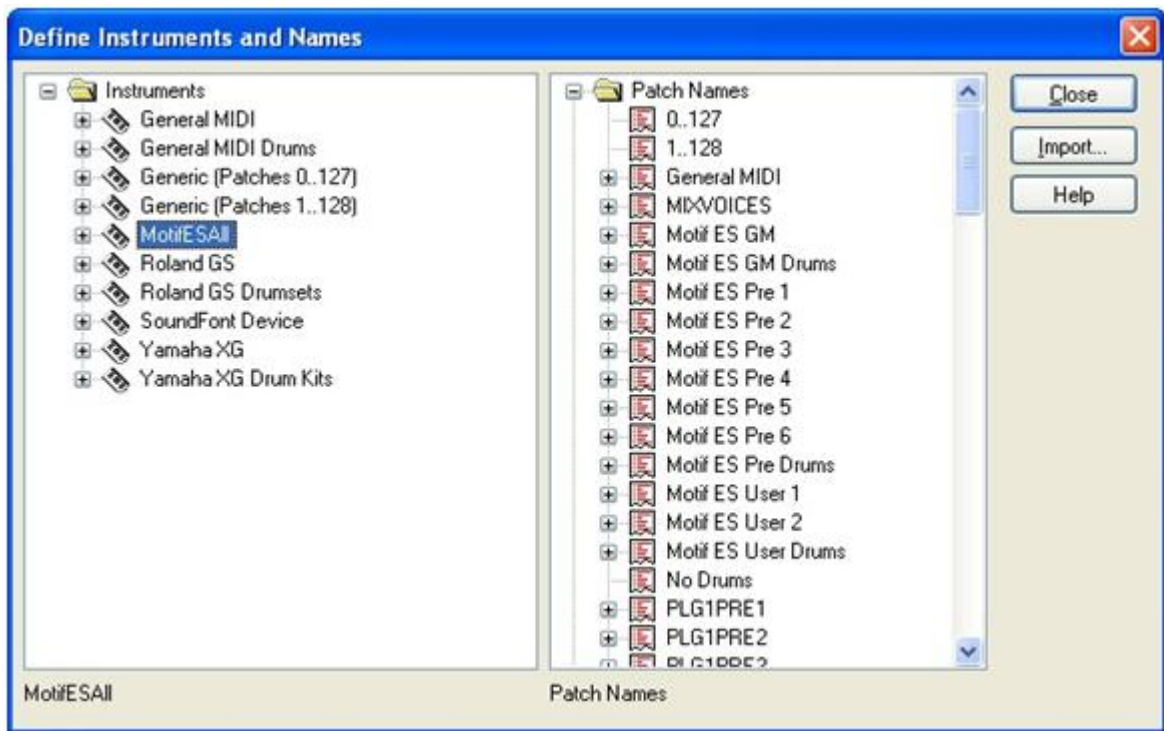 Define Instruments and Names
Instruments
General MIDI
General MIDI Drums
Generic (Patches 0..127)
Generic (Patches 1..128)
MotifESAll
Roland GS
Roland GS Drumsets
SoundFont Device
Yamaha XG
Yamaha XG Drum Kits
MotifESAll
Patch Names
0..127
1..128
General MIDI
MIXVOICES
Motif ES GM
Motif ES GM Drums
Motif ES Pre 1
Motif ES Pre 2
Motif ES Pre 3
Motif ES Pre 4
Motif ES Pre 5
Motif ES Pre 6
Motif ES Pre Drums
Motif ES User 1
Motif ES User 2
Motif ES User Drums
No Drums
PLG1PRE1
PLG1PRE2
PLG1PRE3
Patch Names
Close
Import...
Help